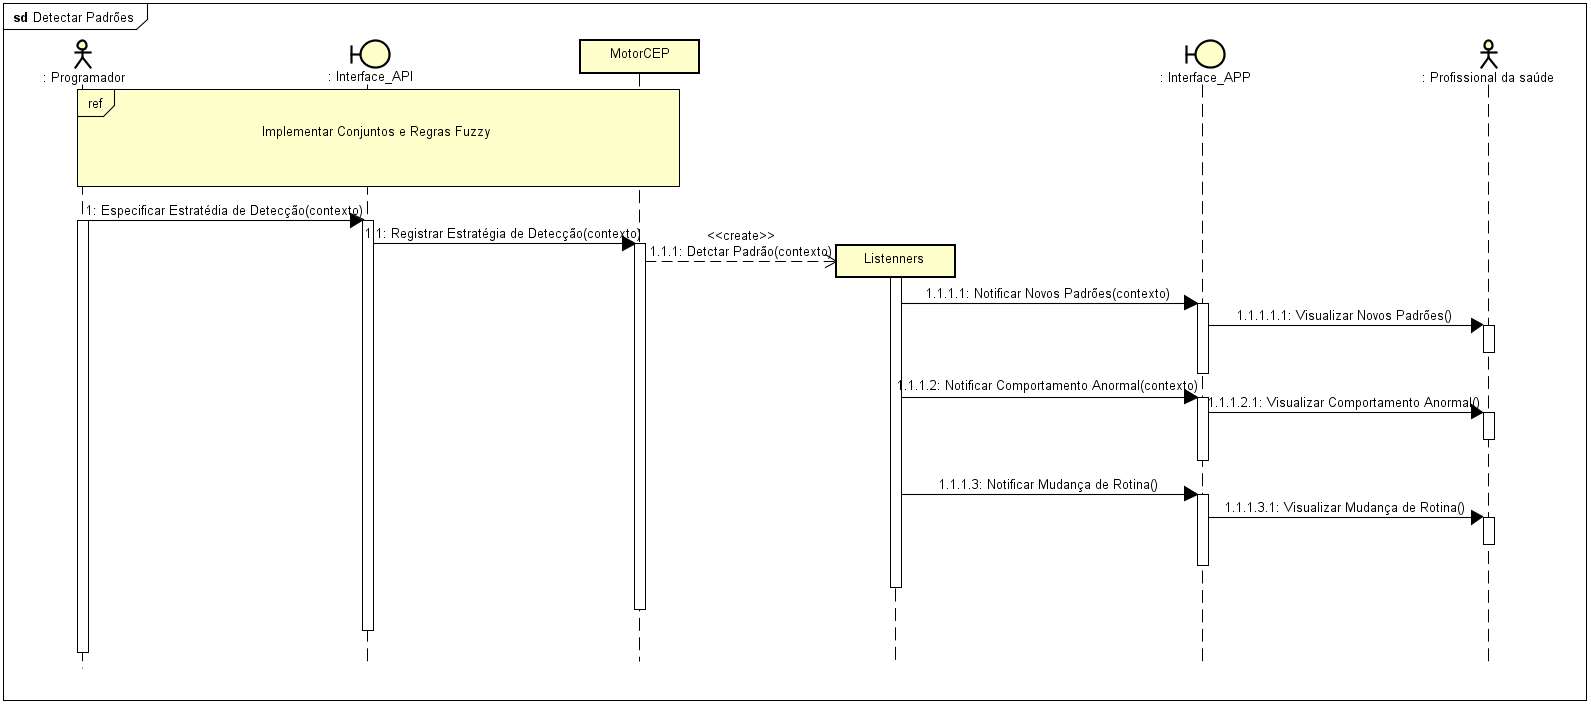 sd Detectar Padrões
: Programador
: Interface_API
MotorCEP
: Interface_APP
: Profissional da saúde
ref
Implementar Conjuntos e Regras Fuzzy
1: Especificar Estratédia de Detecção(contexto)
1.1: Registrar Estratégia de Detecção(contexto)
<<create>>
1.1.1: Detctar Padrão(contexto)
Listenners
1.1.1.1: Notificar Novos Padrões(contexto)
1.1.1.1.1: Visualizar Novos Padrões()
1.1.1.2: Notificar Comportamento Anormal(contexto)
1.1.1.2.1: Visualizar Comportamento Anormal()
1.1.1.3: Notificar Mudança de Rotina()
1.1.1.3.1: Visualizar Mudança de Rotina()